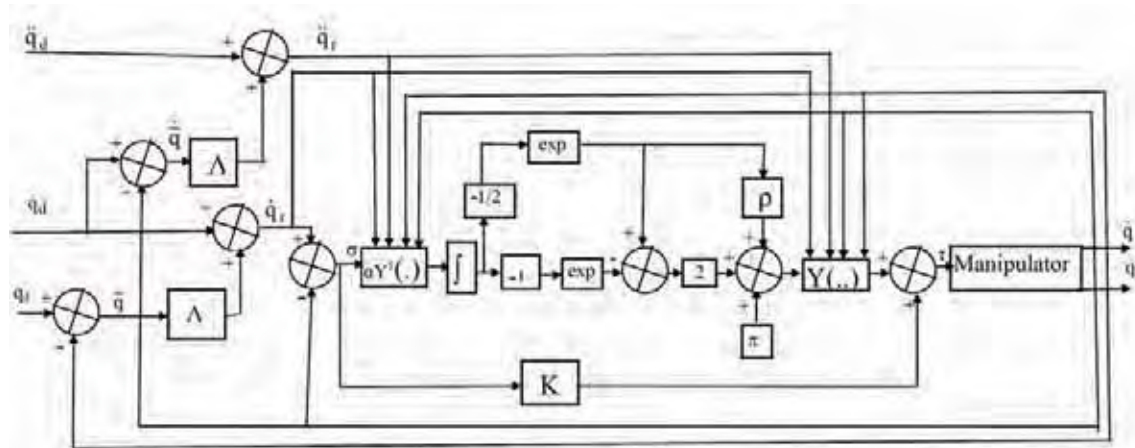 q̈d
q̈r
+
+
+
-
q̃̇
Λ
q̇d
-
+
q̇r
qd
+
-
q̃
Λ
+
-
σ
αYᵀ(.)
∫
-1/2
exp
-1
exp
-
+
2
ρ
+
+
+
π
Y(..)
+
+
τ
Manipulator
q̇
q
K